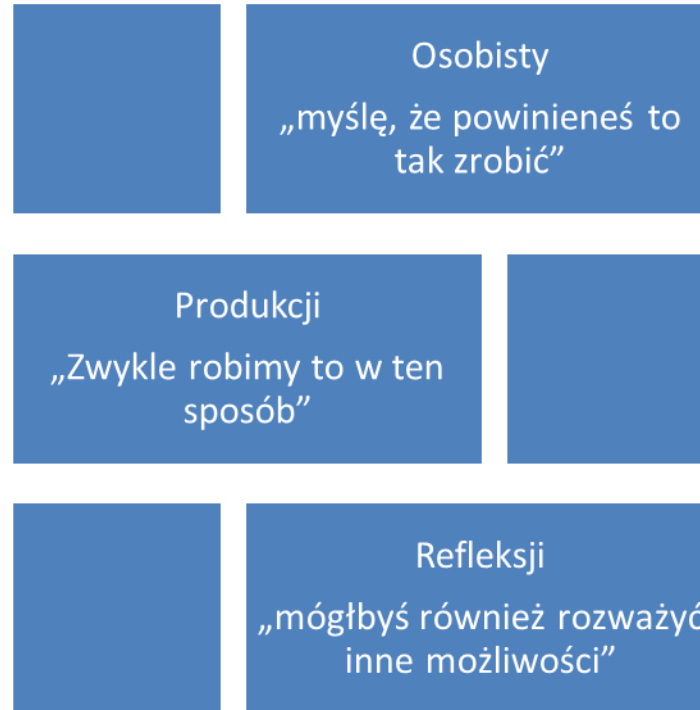 Osobisty
„myślę, że powinieneś to
tak zrobić”
Produkcji
„Zwykle robimy to w ten
sposób”
Refleksji
„mógłbyś również rozważyć
inne możliwości”